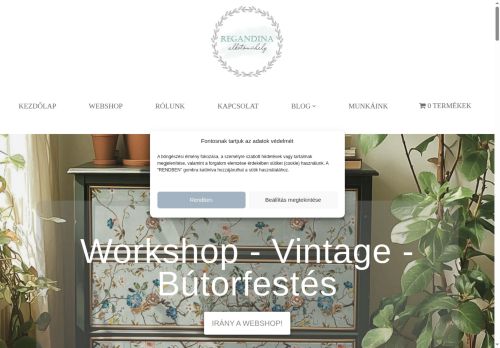 REGANDINA
alkotóműhely
KEZDŐLAP WEBSHOP RÓLUNK KAPCSOLAT BLOG MUNKÁINK 0 TERMÉKEK
Fontosnak tartjuk az adatok védelmét
A böngészési élmény fokozása, a személyre szabott hirdetések vagy tartalmak
megjelenítése, valamint a forgalom elemzése érdekében sütiket (cookie) használunk. A
"RENDBEN" gombra kattintva hozzájárulhat a sütik használatához.
Rendben Beállítás megtekintése
Workshop - Vintage -
Bútorfestés
IRÁNY A WEBSHOP!